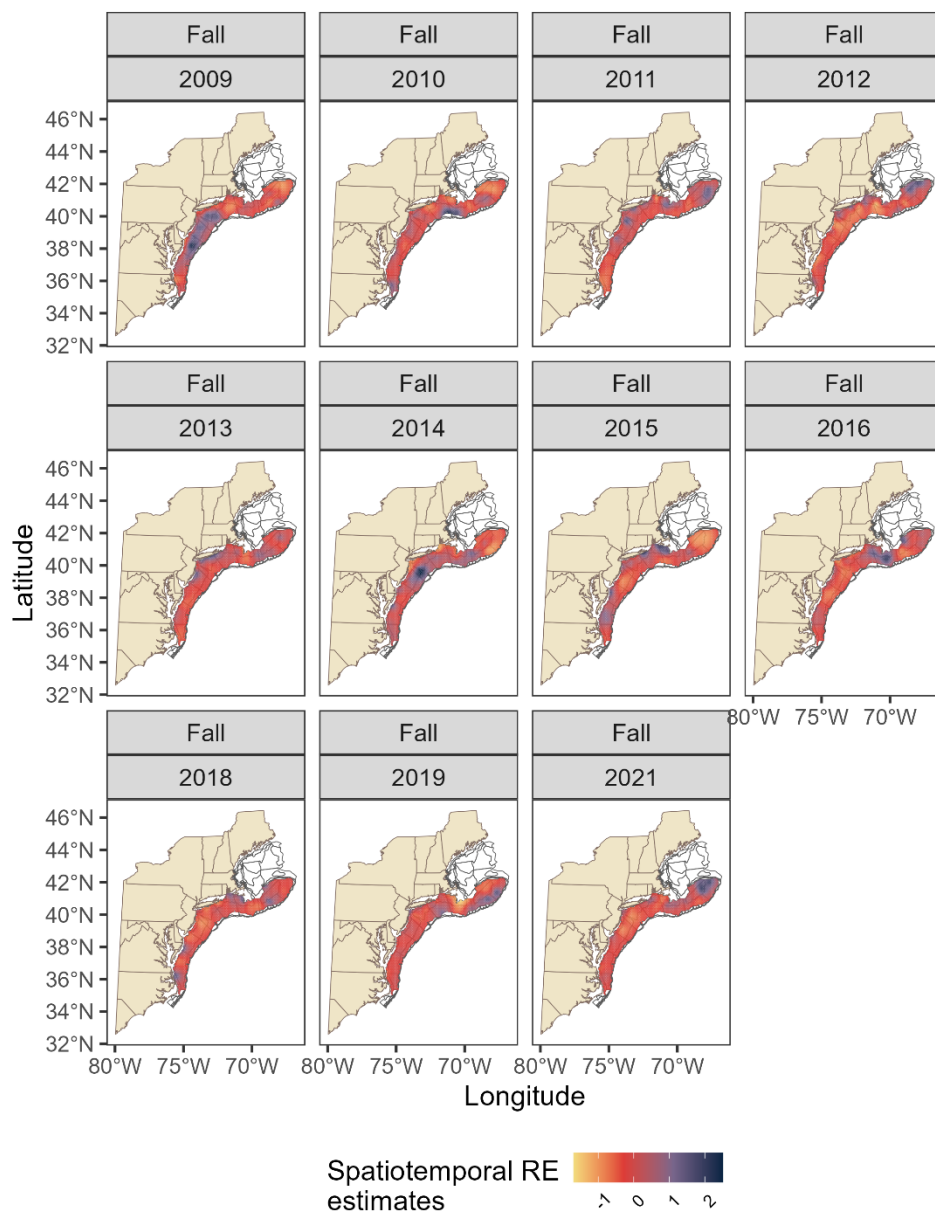 Fall Fall Fall Fall
2009 2010 2011 2012
46°N
44°N
42°N
40°N
38°N
36°N
34°N
32°N
Fall Fall Fall Fall
2013 2014 2015 2016
46°N
44°N
42°N
40°N
38°N
36°N
34°N
32°N
80°W 75°W 70°W
Fall Fall Fall
2018 2019 2021
46°N
44°N
42°N
40°N
38°N
36°N
34°N
32°N
80°W 75°W 70°W 80°W 75°W 70°W 80°W 75°W 70°W
Latitude
Longitude
Spatiotemporal RE
estimates
-1 0 1 2